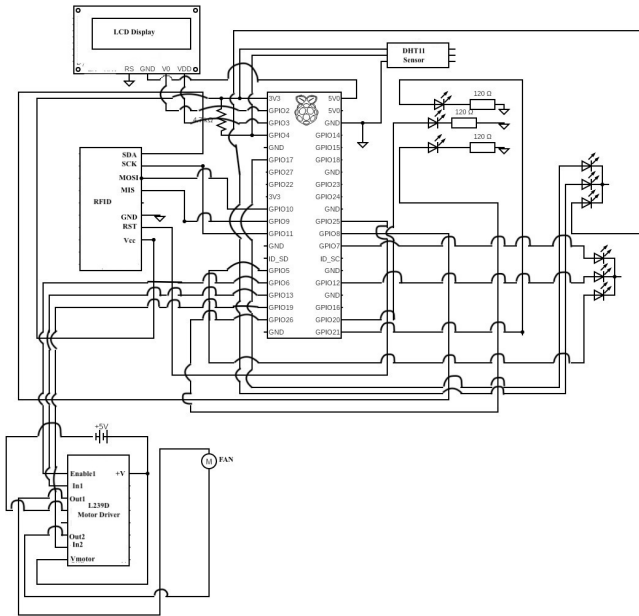 LCD Display
RS GND V0 VDD
DHT11
Sensor
120 Ω
120 Ω
120 Ω
3V3
GPIO2
GPIO3
GPIO4
GND
GPIO17
GPIO27
GPIO22
3V3
GPIO10
GPIO9
GPIO11
GND
ID_SD
GPIO5
GPIO6
GPIO13
GPIO19
GPIO26
GND
5V0
5V0
GND
GPIO14
GPIO15
GPIO18
GND
GPIO23
GPIO24
GND
GPIO25
GPIO8
GPIO7
ID_SC
GND
GPIO12
GND
GPIO16
GPIO20
GPIO21
SDA
SCK
MOSI
MIS
RFID
GND
RST
Vcc
+5V
Enable1 +V
In1
Out1
L239D
Motor Driver
Out2
In2
Vmotor
M
FAN